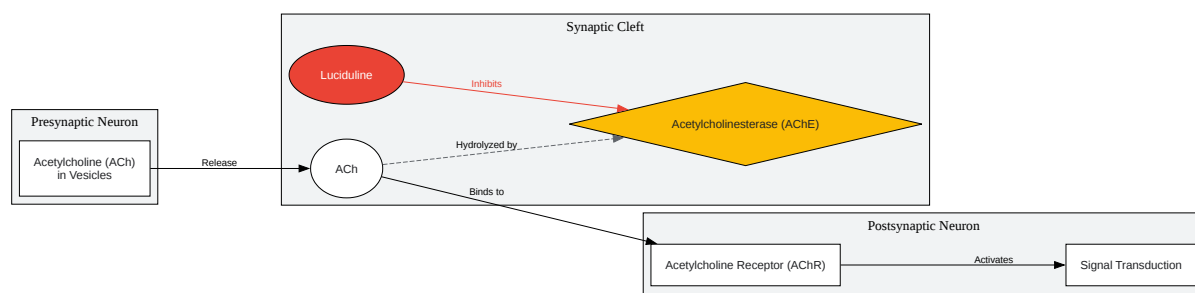 Synaptic Cleft
Luciduline
Inhibits
Acetylcholinesterase (AChE)
Presynaptic Neuron
Acetylcholine (ACh)
in Vesicles
Release
ACh
Hydrolyzed by
Binds to
Postsynaptic Neuron
Acetylcholine Receptor (AChR)
Activates
Signal Transduction